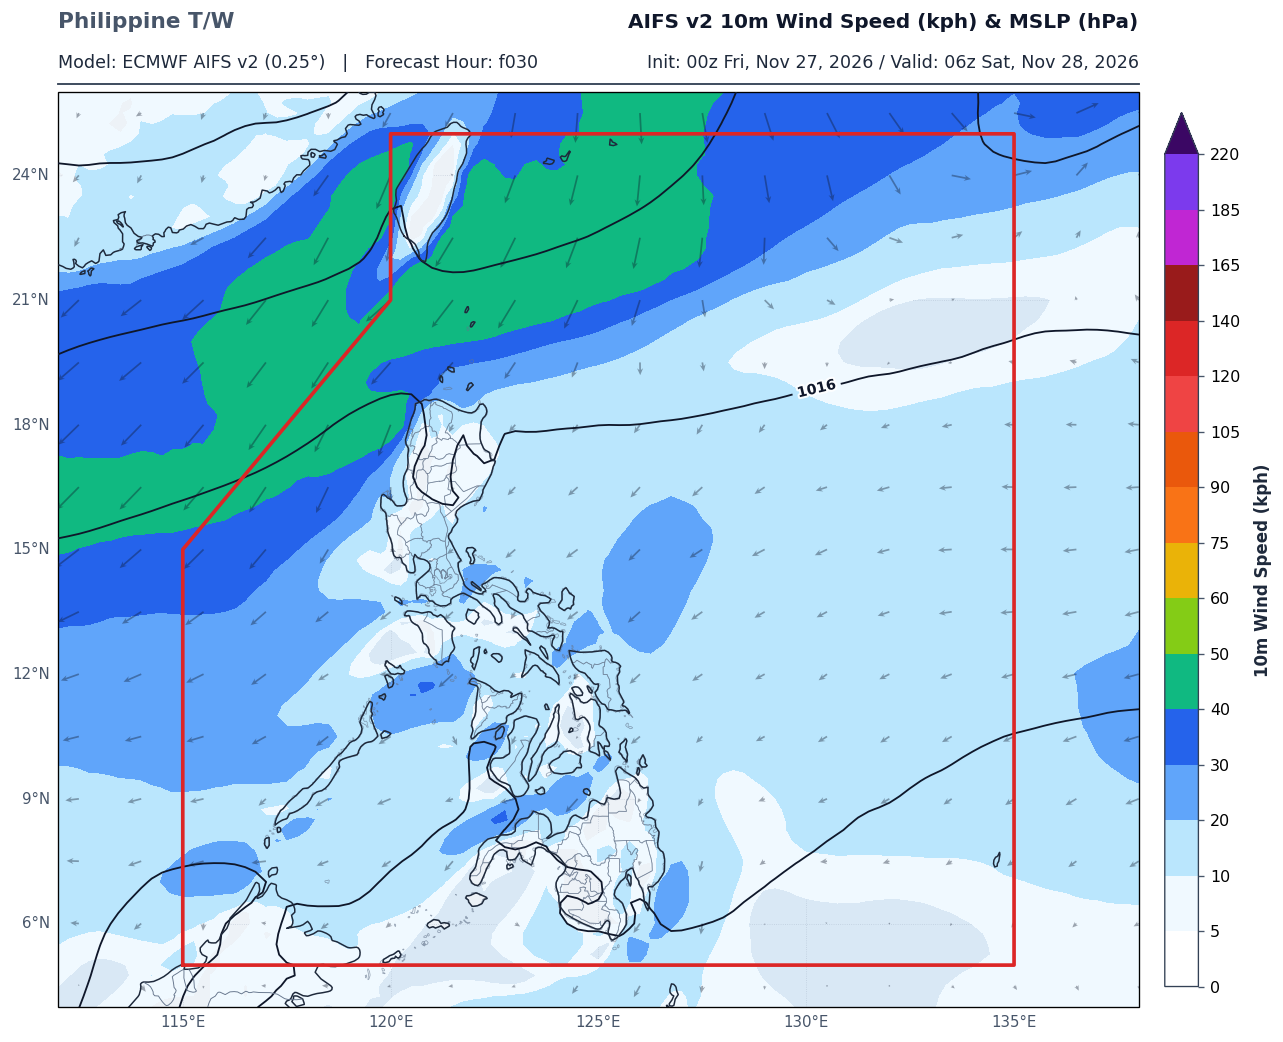 Philippine T/W
AIFS v2 10m Wind Speed (kph) & MSLP (hPa)
Model: ECMWF AIFS v2 (0.25°) | Forecast Hour: f030
Init: 00z Fri, Nov 27, 2026 / Valid: 06z Sat, Nov 28, 2026
24°N
21°N
18°N
15°N
12°N
9°N
6°N
1016
115°E
120°E
125°E
130°E
135°E
220
185
165
140
120
105
90
75
60
50
40
30
20
10
5
0
10m Wind Speed (kph)